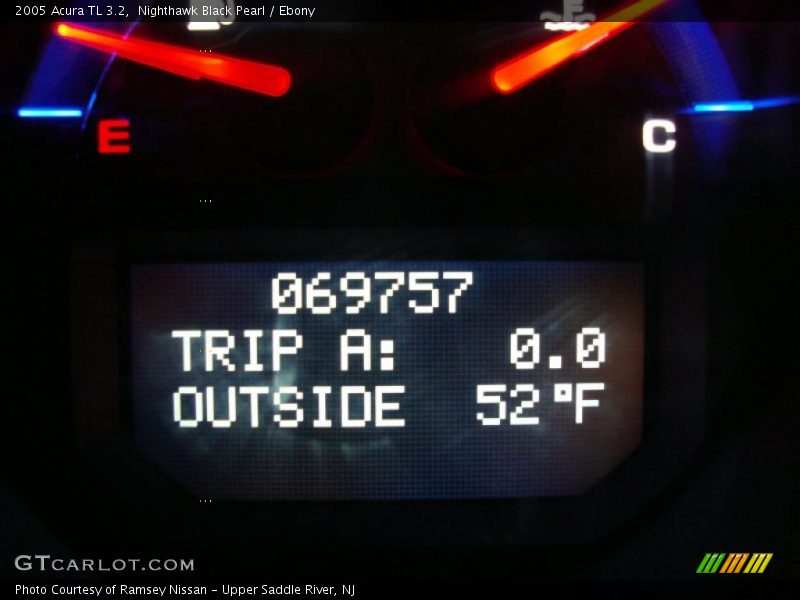 2005 Acura TL 3.2, Nighthawk Black Pearl / Ebony
E
C
069757
TRIP A: 0.0
OUTSIDE 52°F
GTCARLOT.COM
Photo Courtesy of Ramsey Nissan - Upper Saddle River, NJ